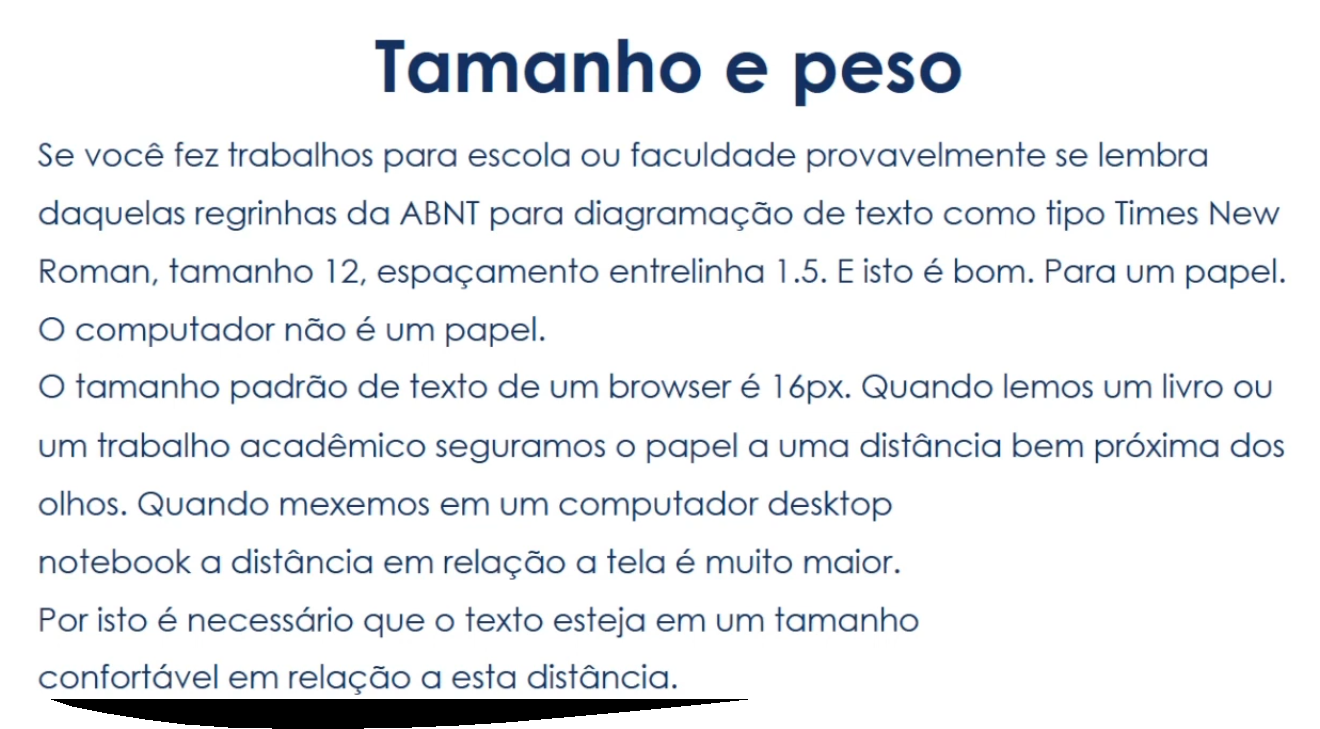 Tamanho e peso
Se você fez trabalhos para escola ou faculdade provavelmente se lembra
daquelas regrinhas da ABNT para diagramação de texto como tipo Times New
Roman, tamanho 12, espaçamento entrelinha 1.5. E isto é bom. Para um papel.
O computador não é um papel.
O tamanho padrão de texto de um browser é 16px. Quando lemos um livro ou
um trabalho acadêmico seguramos o papel a uma distância bem próxima dos
olhos. Quando mexemos em um computador desktop
notebook a distância em relação a tela é muito maior.
Por isto é necessário que o texto esteja em um tamanho
confortável em relação a esta distância.